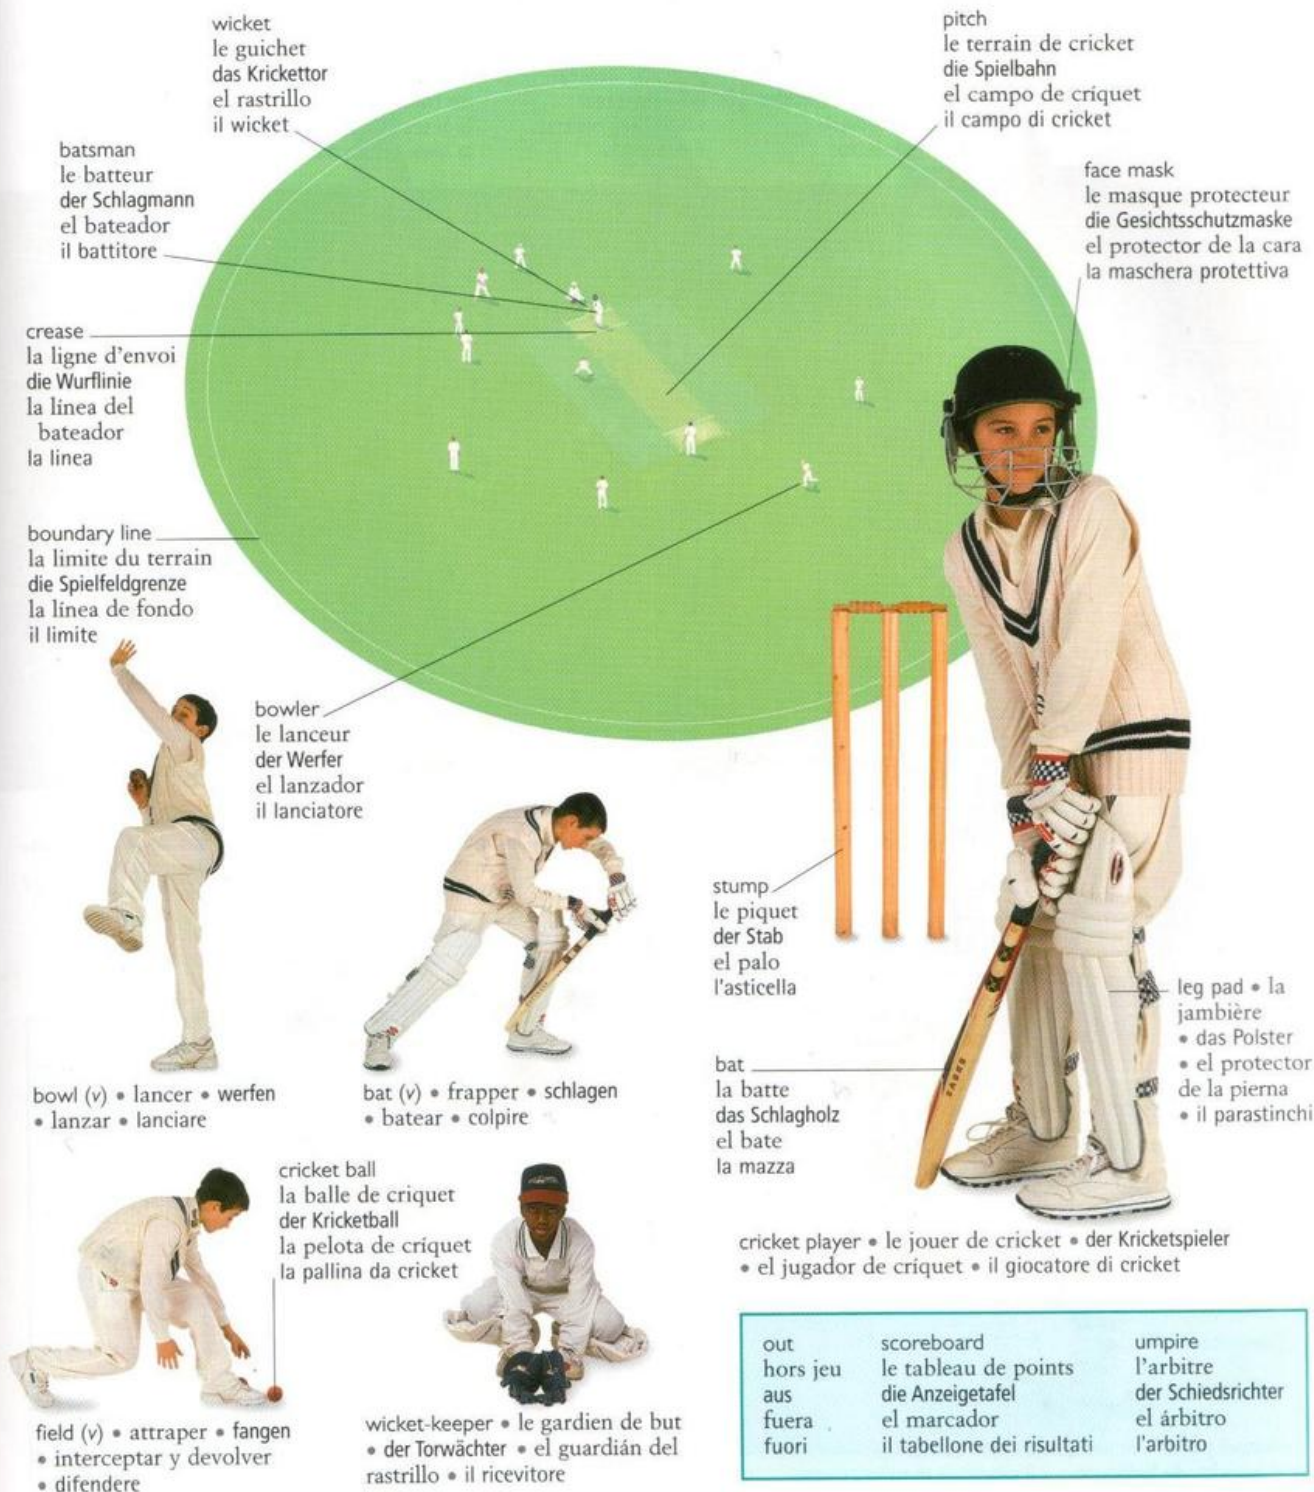 wicket
le guichet
das Krickettor
el rastrillo
il wicket
pitch
le terrain de cricket
die Spielbahn
el campo de críquet
il campo di cricket
batsman
le batteur
der Schlagmann
el bateador
il battitore
face mask
le masque protecteur
die Gesichtsschutzmaske
el protector de la cara
la maschera protettiva
crease
la ligne d'envoi
die Wurflinie
la línea del
bateador
la linea
boundary line
la limite du terrain
die Spielfeldgrenze
la línea de fondo
il limite
bowler
le lanceur
der Werfer
el lanzador
il lanciatore
stump
le piquet
der Stab
el palo
l'asticella
leg pad • la
jambière
• das Polster
• el protector
de la pierna
• il parastinchi
bat
la batte
das Schlagholz
el bate
la mazza
bowl (v) • lancer • werfen
• lanzar • lanciare
bat (v) • frapper • schlagen
• batear • colpire
cricket ball
la balle de criquet
der Kricketball
la pelota de críquet
la pallina da cricket
cricket player • le jouer de cricket • der Kricketspieler
• el jugador de críquet • il giocatore di cricket
field (v) • attraper • fangen
• interceptar y devolver
• difendere
wicket-keeper • le gardien de but
• der Torwächter • el guardián del
rastrillo • il ricevitore
out scoreboard umpire
hors jeu le tableau de points l'arbitre
aus die Anzeigetafel der Schiedsrichter
fuera el marcador el árbitro
fuori il tabellone dei risultati l'arbitro